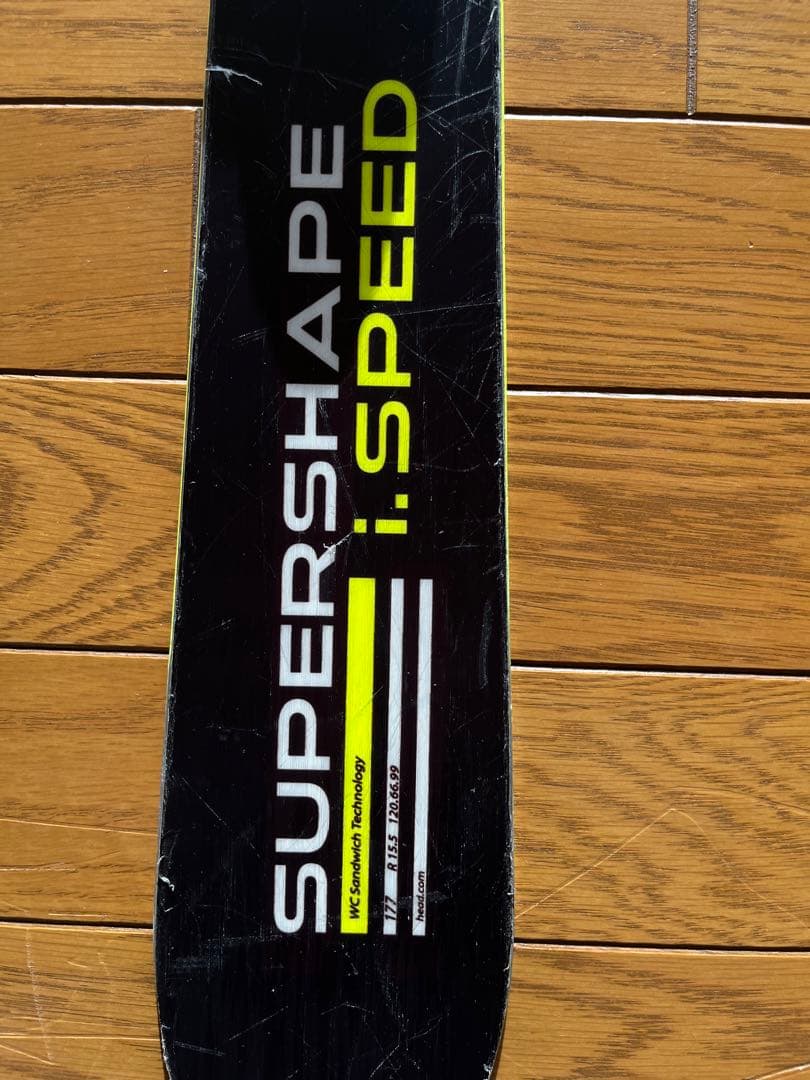 SUPERSHAPE
i.SPEED
WC Sandwich Technology
177 R 15.5 120.66.99
head.com